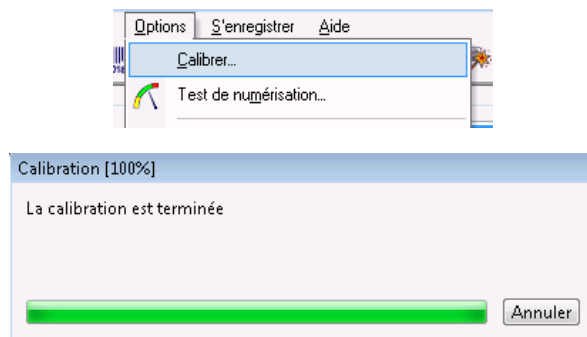 Options S'enregistrer Aide
Calibrer...
Test de numérisation...
Calibration [100%]
La calibration est terminée
Annuler